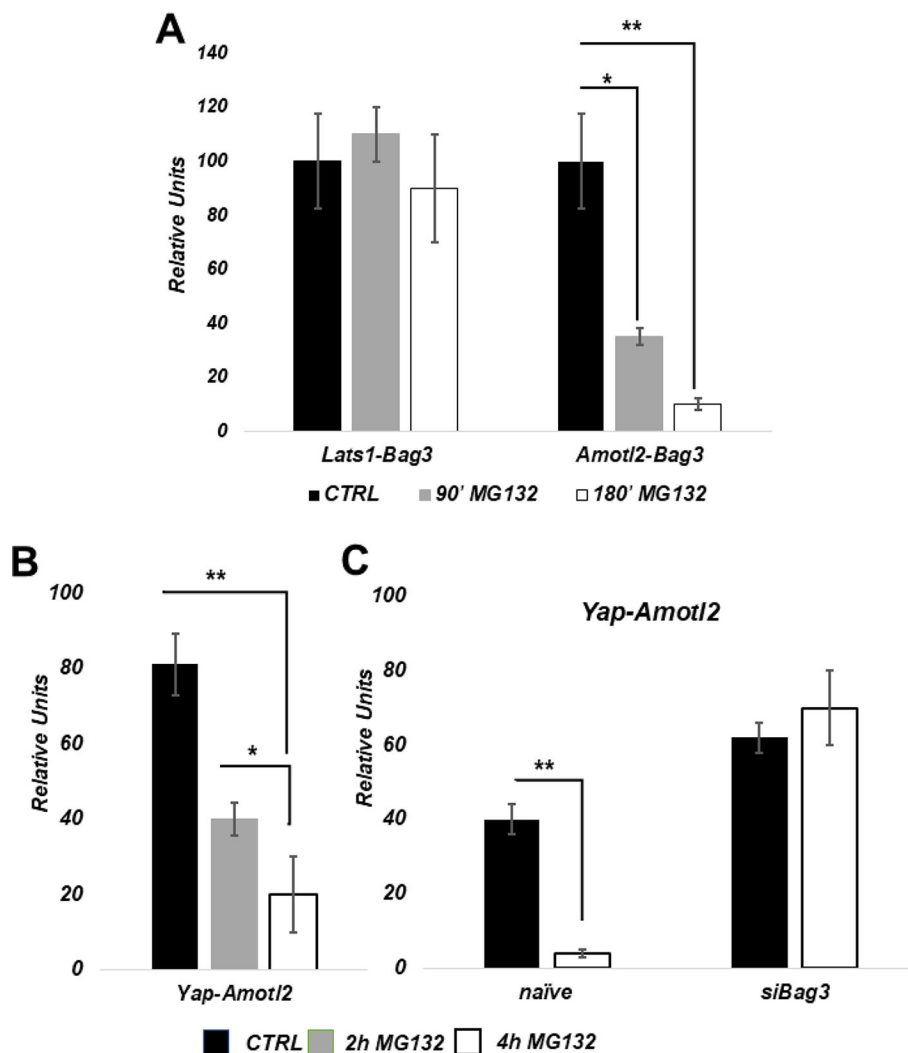 A
140
120
100
80
60
40
20
0
Relative Units
**
*
Lats1-Bag3
Amotl2-Bag3
CTRL 90' MG132 180' MG132
B
100
80
60
40
20
0
Relative Units
**
*
Yap-Amotl2
C
100
80
60
40
20
0
Relative Units
Yap-Amotl2
**
naïve
siBag3
CTRL 2h MG132 4h MG132